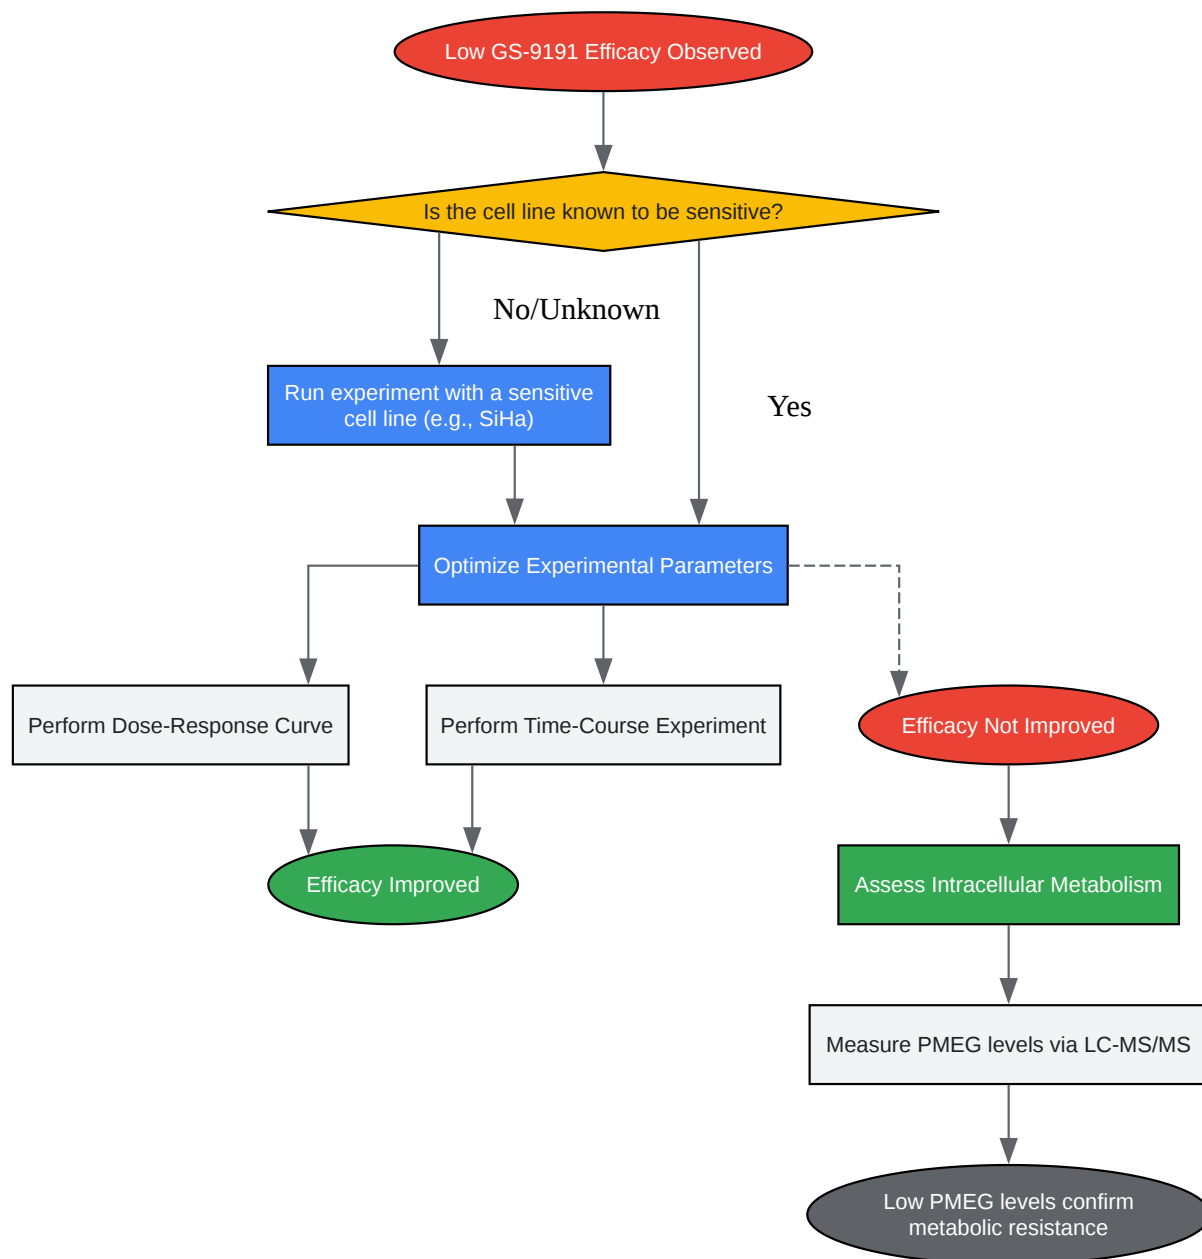 Low GS-9191 Efficacy Observed
Is the cell line known to be sensitive?
No/Unknown
Run experiment with a sensitive
cell line (e.g., SiHa)
Yes
Optimize Experimental Parameters
Perform Dose-Response Curve
Perform Time-Course Experiment
Efficacy Not Improved
Efficacy Improved
Assess Intracellular Metabolism
Measure PMEG levels via LC-MS/MS
Low PMEG levels confirm
metabolic resistance